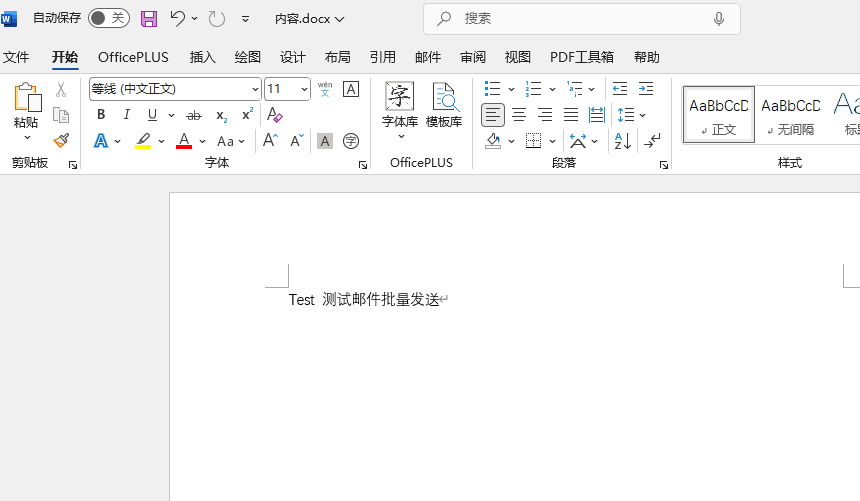 自动保存 关 内容.docx 搜索
文件 开始 OfficePLUS 插入 绘图 设计 布局 引用 邮件 审阅 视图 PDF工具箱 帮助
粘贴 等线 (中文正文) 11 wén 文 A 字 字体库 模板库 AaBbCcD AaBbCcD Aa
B I U ab x₂ x² A 正文 无间隔 标题
A A Aa A A A 字 A Z
剪贴板 字体 OfficePLUS 段落 样式
Test 测试邮件批量发送